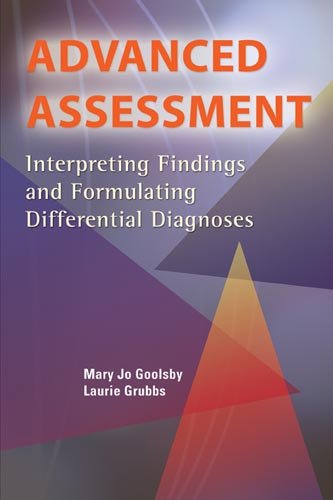 ADVANCED
ASSESSMENT
Interpreting Findings
and Formulating
Differential Diagnoses
Mary Jo Goolsby
Laurie Grubbs